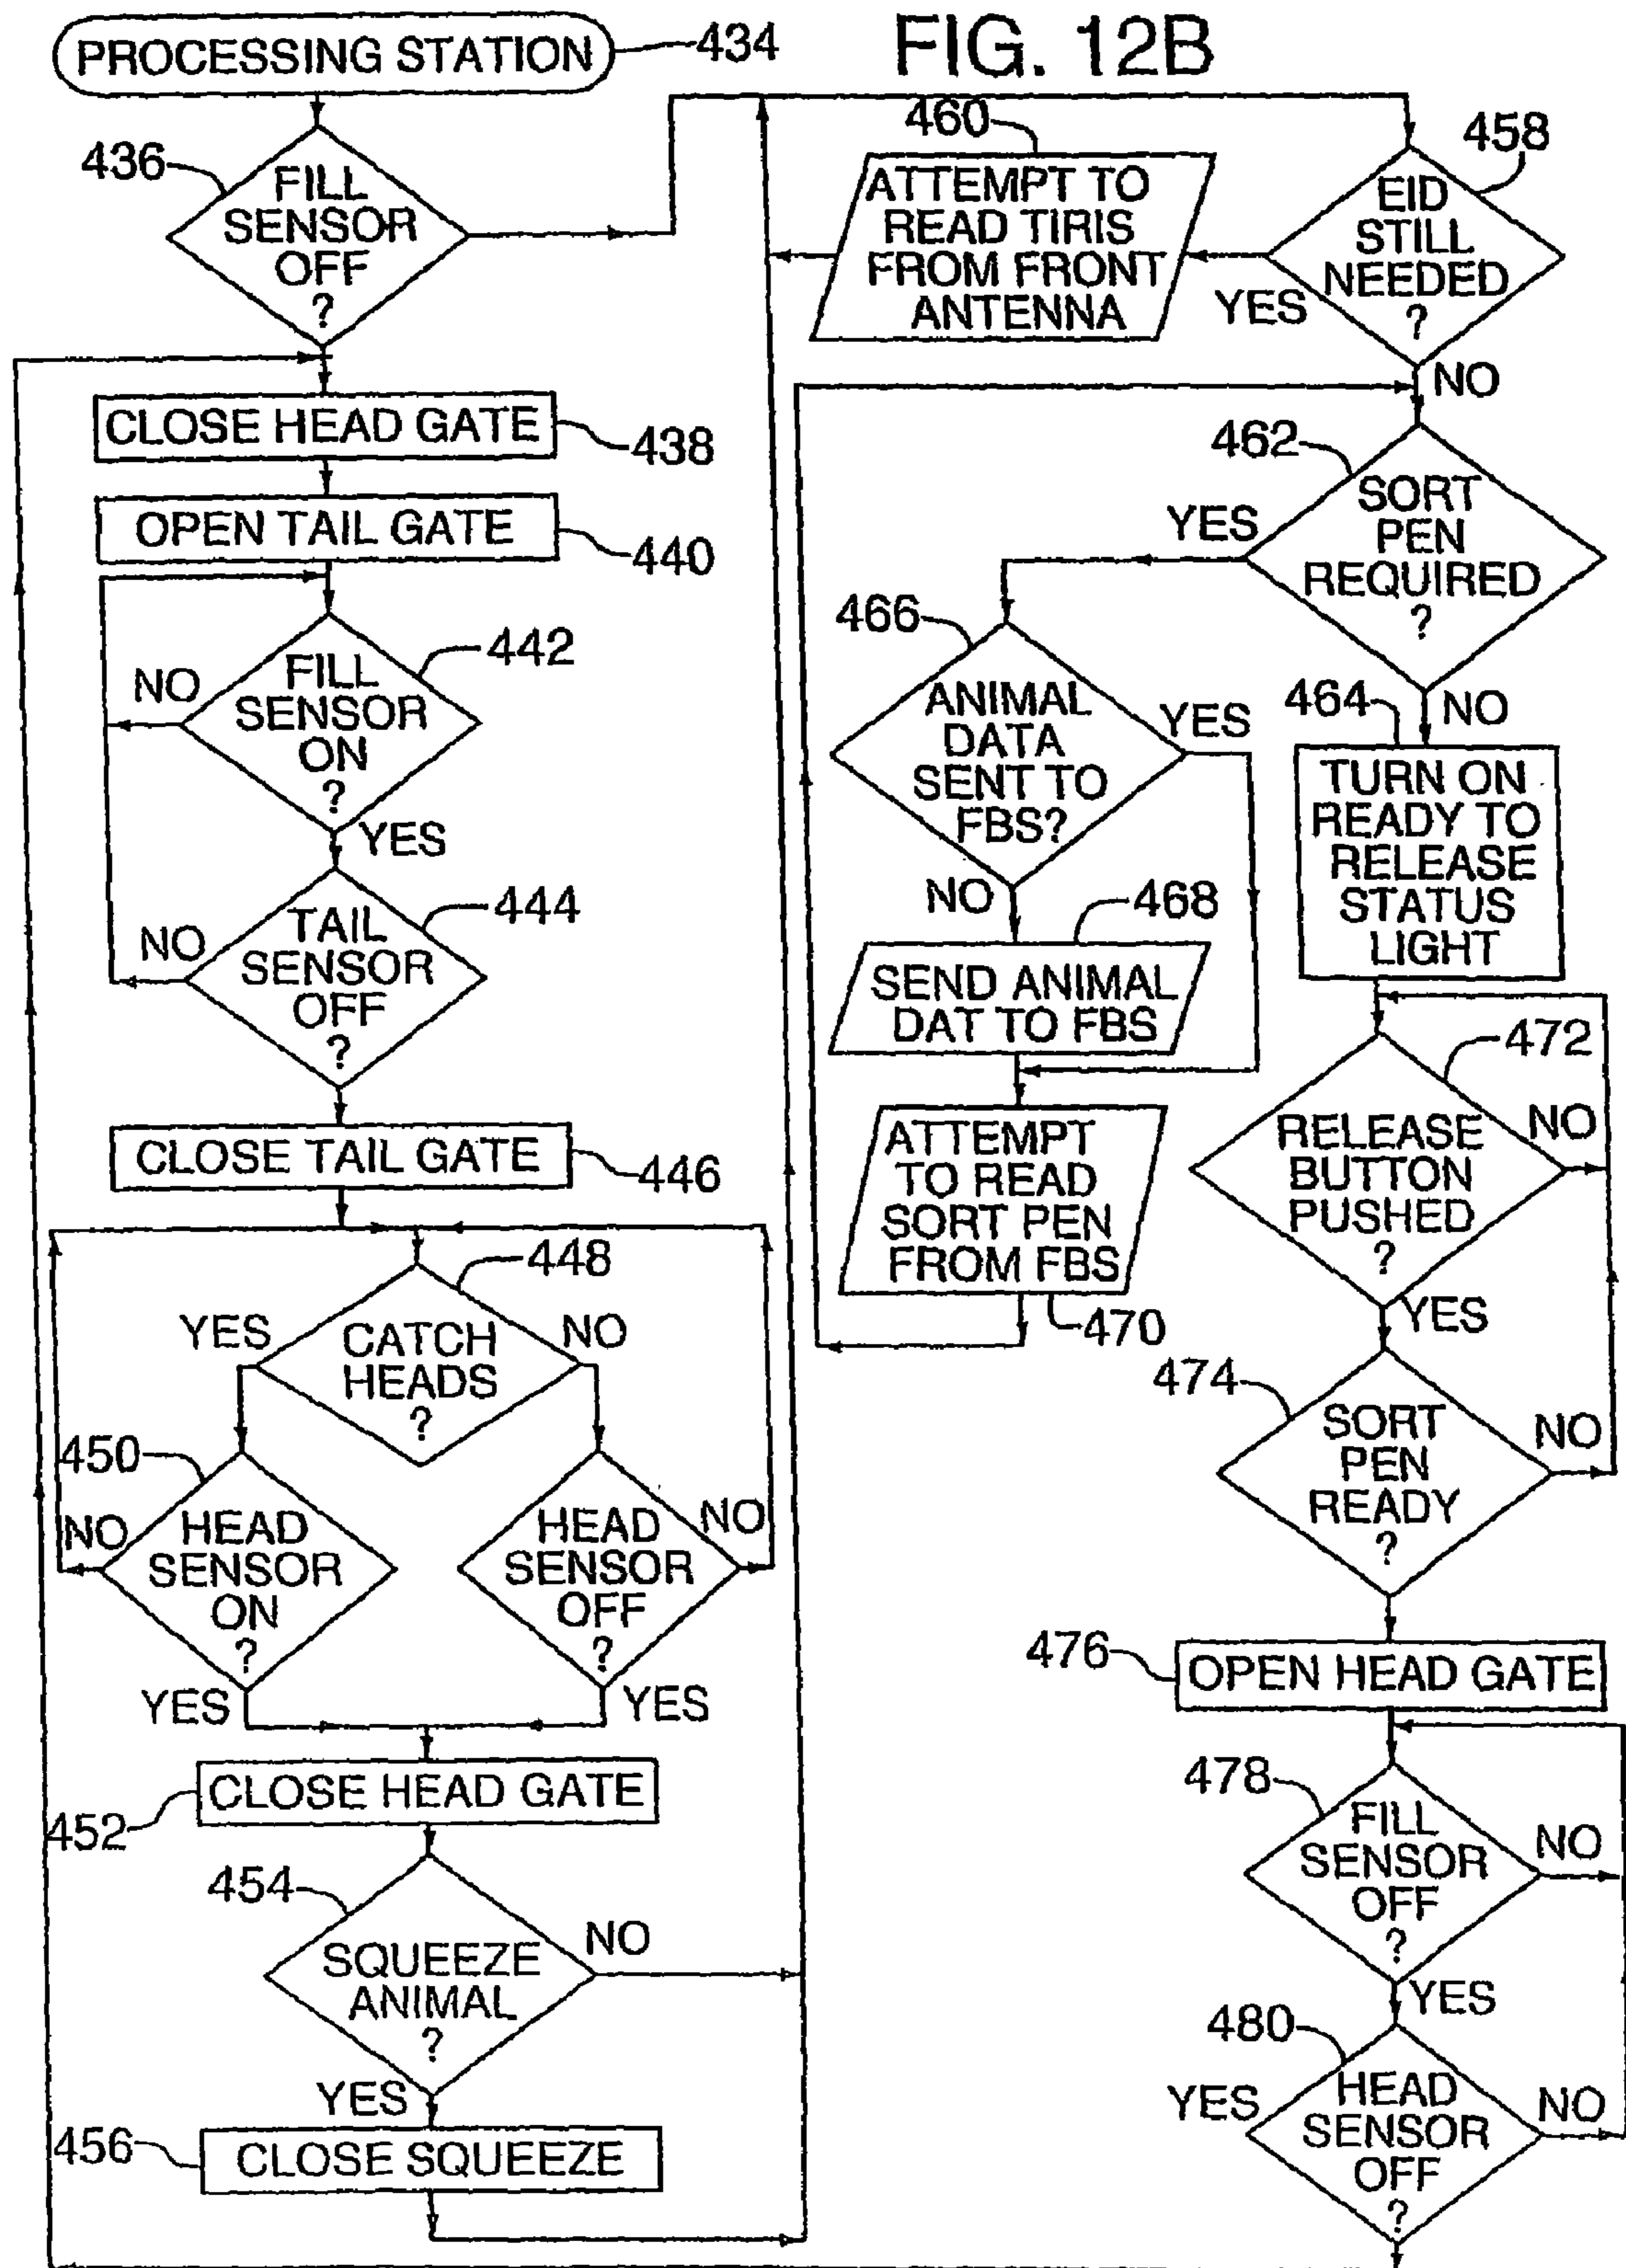 FIG. 12B
PROCESSING STATION
434
436
FILL
SENSOR
OFF
?
CLOSE HEAD GATE
438
OPEN TAIL GATE
440
442
NO
FILL
SENSOR
ON
?
YES
444
NO
TAIL
SENSOR
OFF
?
CLOSE TAIL GATE
446
448
YES
NO
CATCH
HEADS
?
450
NO
HEAD
SENSOR
ON
?
YES
HEAD
SENSOR
OFF
?
NO
YES
CLOSE HEAD GATE
452
454
SQUEEZE
ANIMAL
?
NO
YES
456
CLOSE SQUEEZE
458
EID
STILL
NEEDED
?
YES
NO
460
ATTEMPT TO
READ TIRIS
FROM FRONT
ANTENNA
462
YES
SORT
PEN
REQUIRED
?
NO
466
ANIMAL
DATA
SENT TO
FBS?
YES
NO
468
SEND ANIMAL
DAT TO FBS
ATTEMPT
TO READ
SORT PEN
FROM FBS
470
464
TURN ON
READY TO
RELEASE
STATUS
LIGHT
472
RELEASE
BUTTON
PUSHED
?
NO
YES
474
SORT
PEN
READY
?
NO
476
OPEN HEAD GATE
478
FILL
SENSOR
OFF
?
NO
YES
480
YES
HEAD
SENSOR
OFF
?
NO